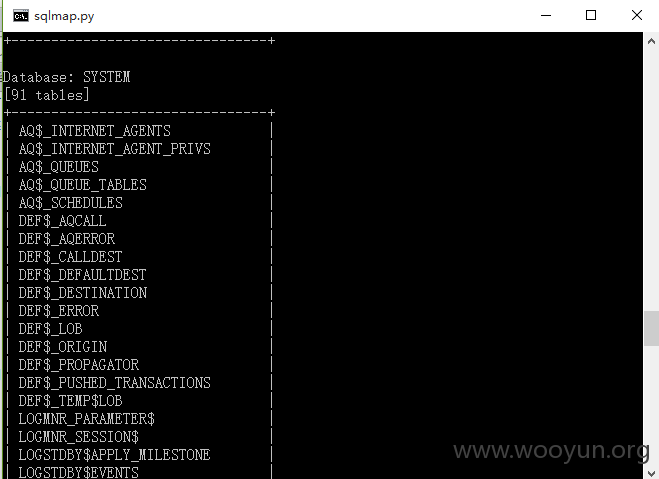 sqlmap.py
+-------------------------------+
Database: SYSTEM
[91 tables]
+-------------------------------+
| AQ$_INTERNET_AGENTS |
| AQ$_INTERNET_AGENT_PRIVS |
| AQ$_QUEUES |
| AQ$_QUEUE_TABLES |
| AQ$_SCHEDULES |
| DEF$_AQCALL |
| DEF$_AQERROR |
| DEF$_CALLDEST |
| DEF$_DEFAULTDEST |
| DEF$_DESTINATION |
| DEF$_ERROR |
| DEF$_LOB |
| DEF$_ORIGIN |
| DEF$_PROPAGATOR |
| DEF$_PUSHED_TRANSACTIONS |
| DEF$_TEMP$LOB |
| LOGMNR_PARAMETER$ |
| LOGMNR_SESSION$ |
| LOGSTDBY$APPLY_MILESTONE |
| LOGSTDBY$EVENTS |
www.wooyun.org